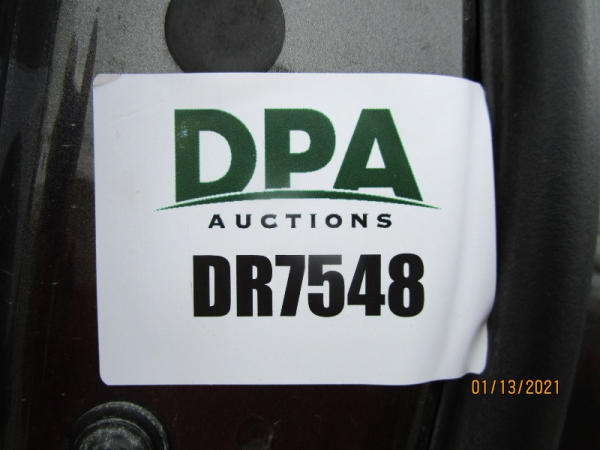 DPA
AUCTIONS
DR7548
01/13/2021